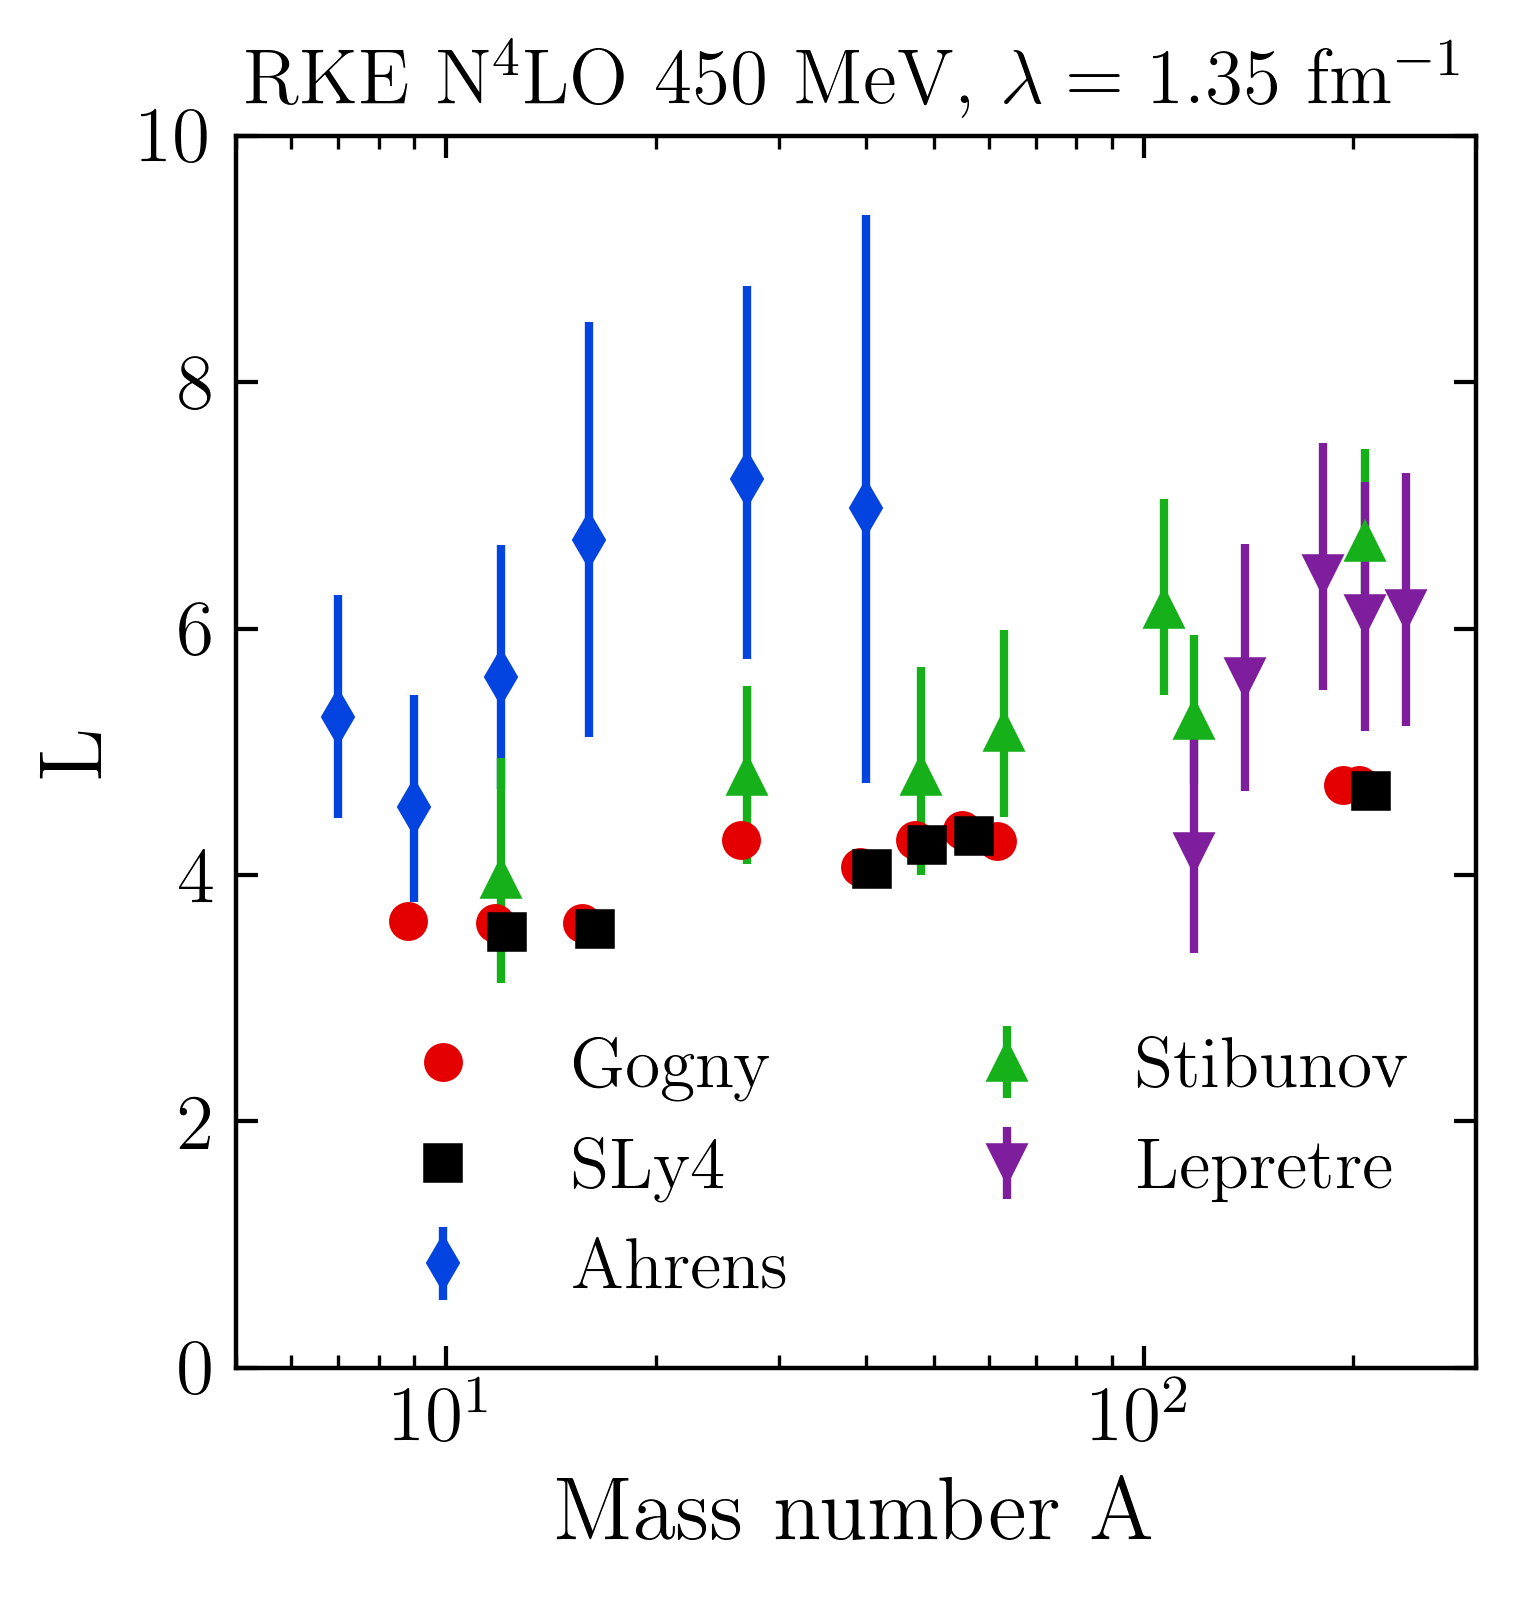 RKE N⁴LO 450 MeV, λ = 1.35 fm⁻¹
10
8
6
4
2
0
L
Gogny
SLy4
Ahrens
Stibunov
Lepretre
10¹
10²
Mass number A